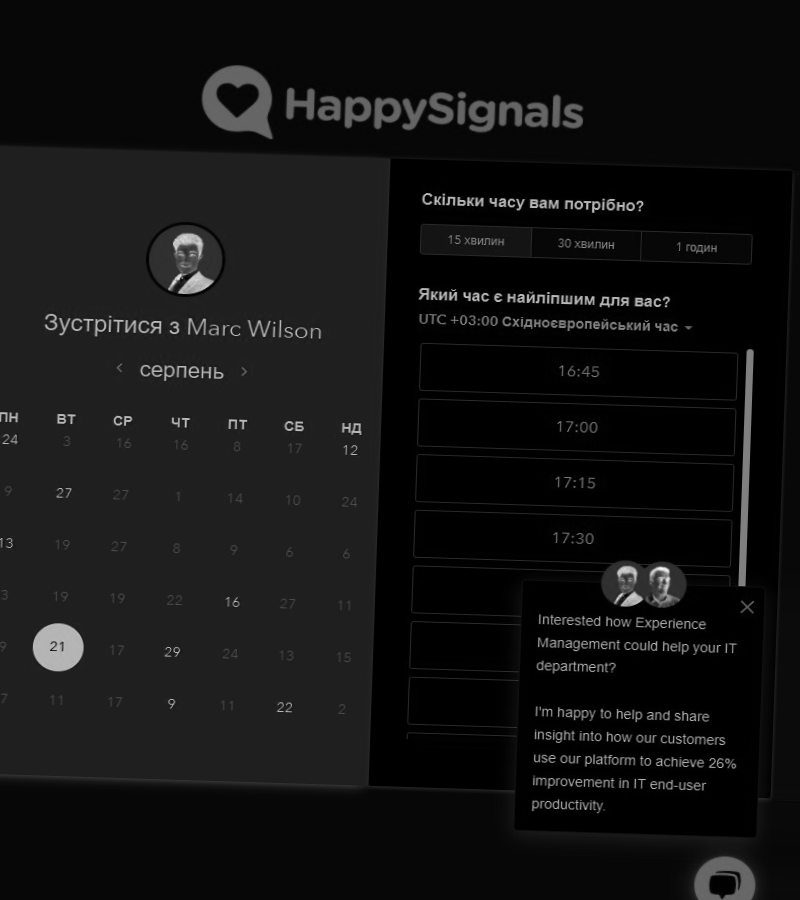 HappySignals
Зустрітися з Marc Wilson
серпень
ПН ВТ СР ЧТ ПТ СБ НД
24 3 16 16 8 17 12
9 27 27 1 14 10 24
13 19 27 8 9 6 6
3 19 19 22 16 27 11
9 21 17 29 24 13 15
7 11 17 9 11 22 2
Скільки часу вам потрібно?
15 хвилин 30 хвилин 1 годин
Який час є найліпшим для вас?
UTC +03:00 Східноєвропейський час
16:45
17:00
17:15
17:30
Interested how Experience
Management could help your IT
department?
I'm happy to help and share
insight into how our customers
use our platform to achieve 26%
improvement in IT end-user
productivity.